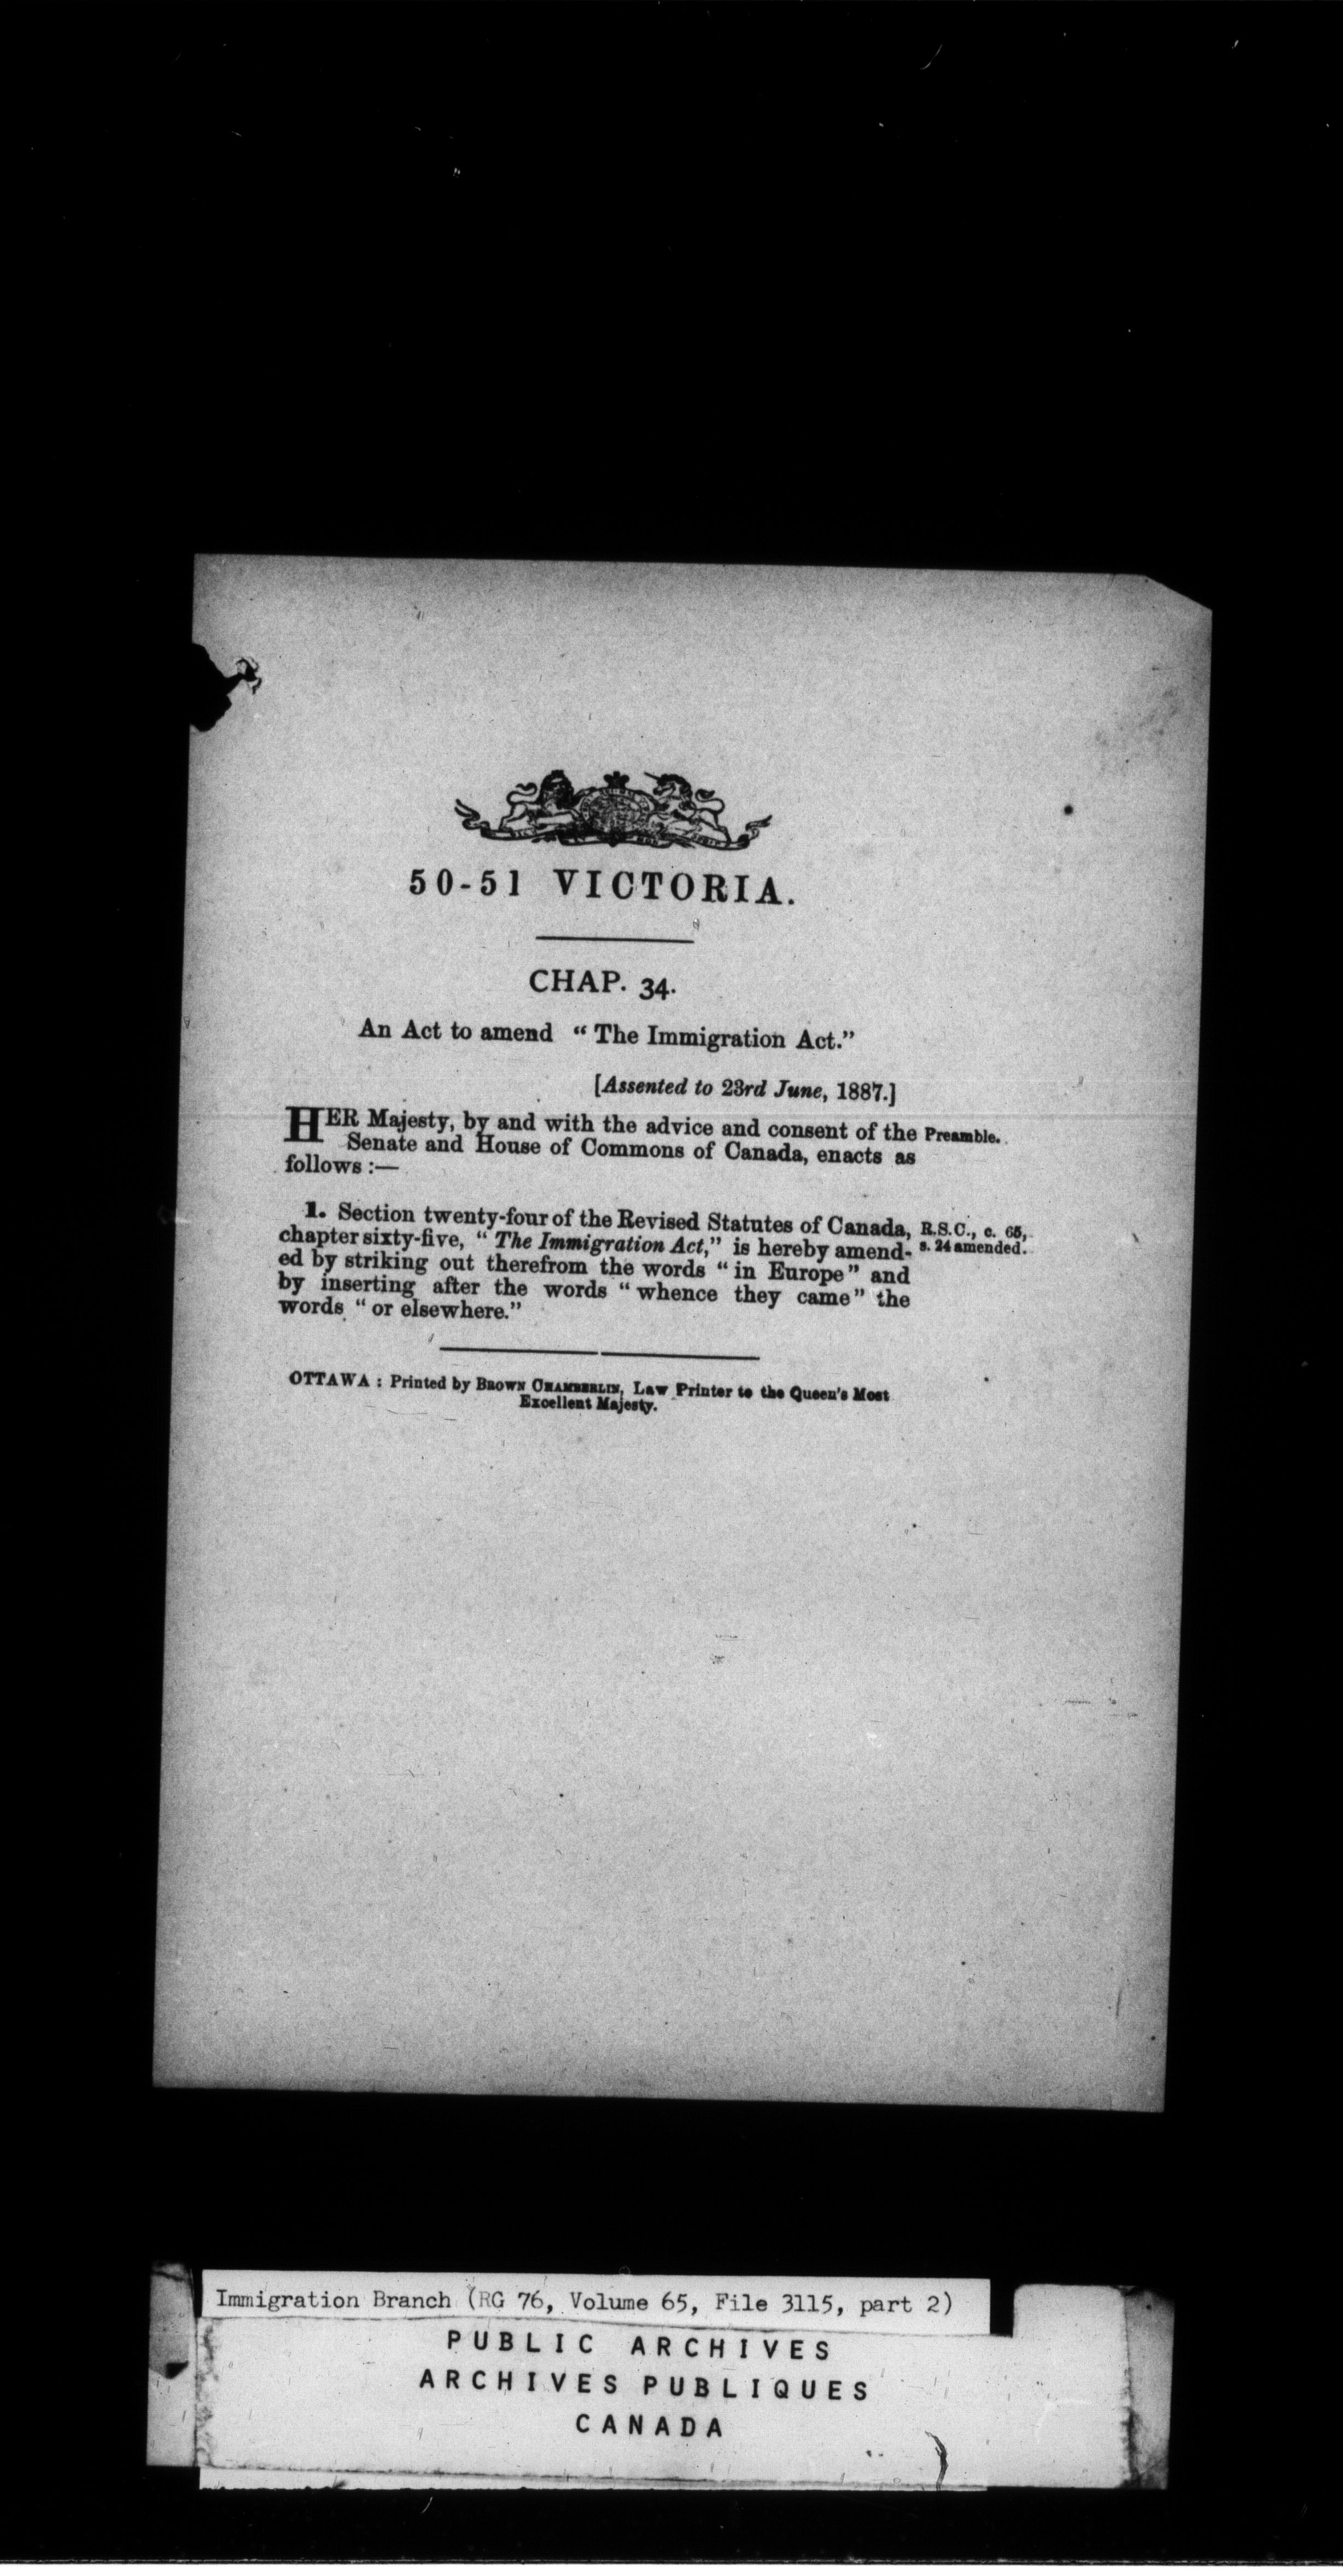 50-51 VICTORIA.
CHAP. 34.
An Act to amend “The Immigration Act.”
[Assented to 23rd June, 1887.]
HER Majesty, by and with the advice and consent of the Preamble.
Senate and House of Commons of Canada, enacts as
follows :—
1. Section twenty-four of the Revised Statutes of Canada, R.S.C., c. 65,
chapter sixty-five, “The Immigration Act,” is hereby amend- s. 24 amended.
ed by striking out therefrom the words “in Europe” and
by inserting after the words “whence they came” the
words “or elsewhere.”
OTTAWA : Printed by BROWN CHAMBERLIN, Law Printer to the Queen's Most
Excellent Majesty.
Immigration Branch (RG 76, Volume 65, File 3115, part 2)
PUBLIC ARCHIVES
ARCHIVES PUBLIQUES
CANADA